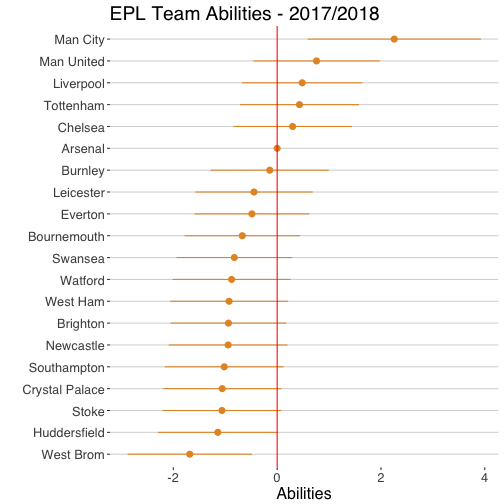 EPL Team Abilities - 2017/2018
Man City
Man United
Liverpool
Tottenham
Chelsea
Arsenal
Burnley
Leicester
Everton
Bournemouth
Swansea
Watford
West Ham
Brighton
Newcastle
Southampton
Crystal Palace
Stoke
Huddersfield
West Brom
-2 0 2 4
Abilities